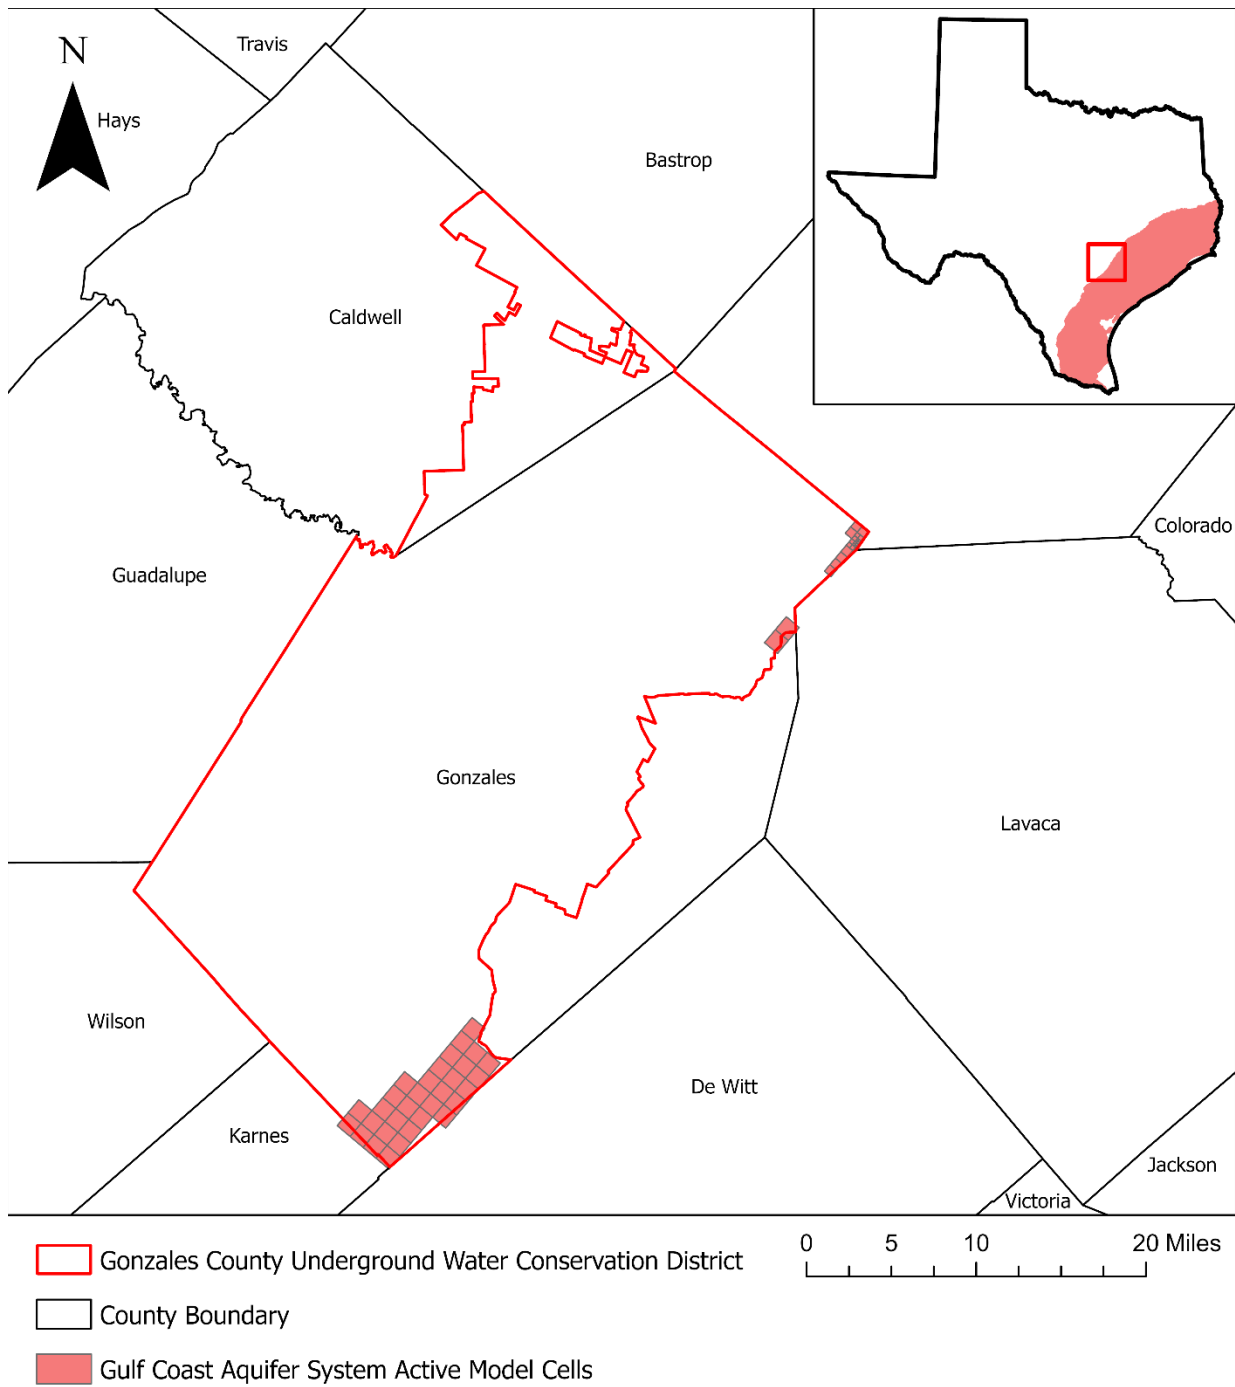 Travis
N
Hays
Bastrop
Caldwell
Colorado
Guadalupe
Gonzales
Lavaca
Wilson
De Witt
Karnes
Jackson
Victoria
Gonzales County Underground Water Conservation District
0 5 10 20 Miles
County Boundary
Gulf Coast Aquifer System Active Model Cells